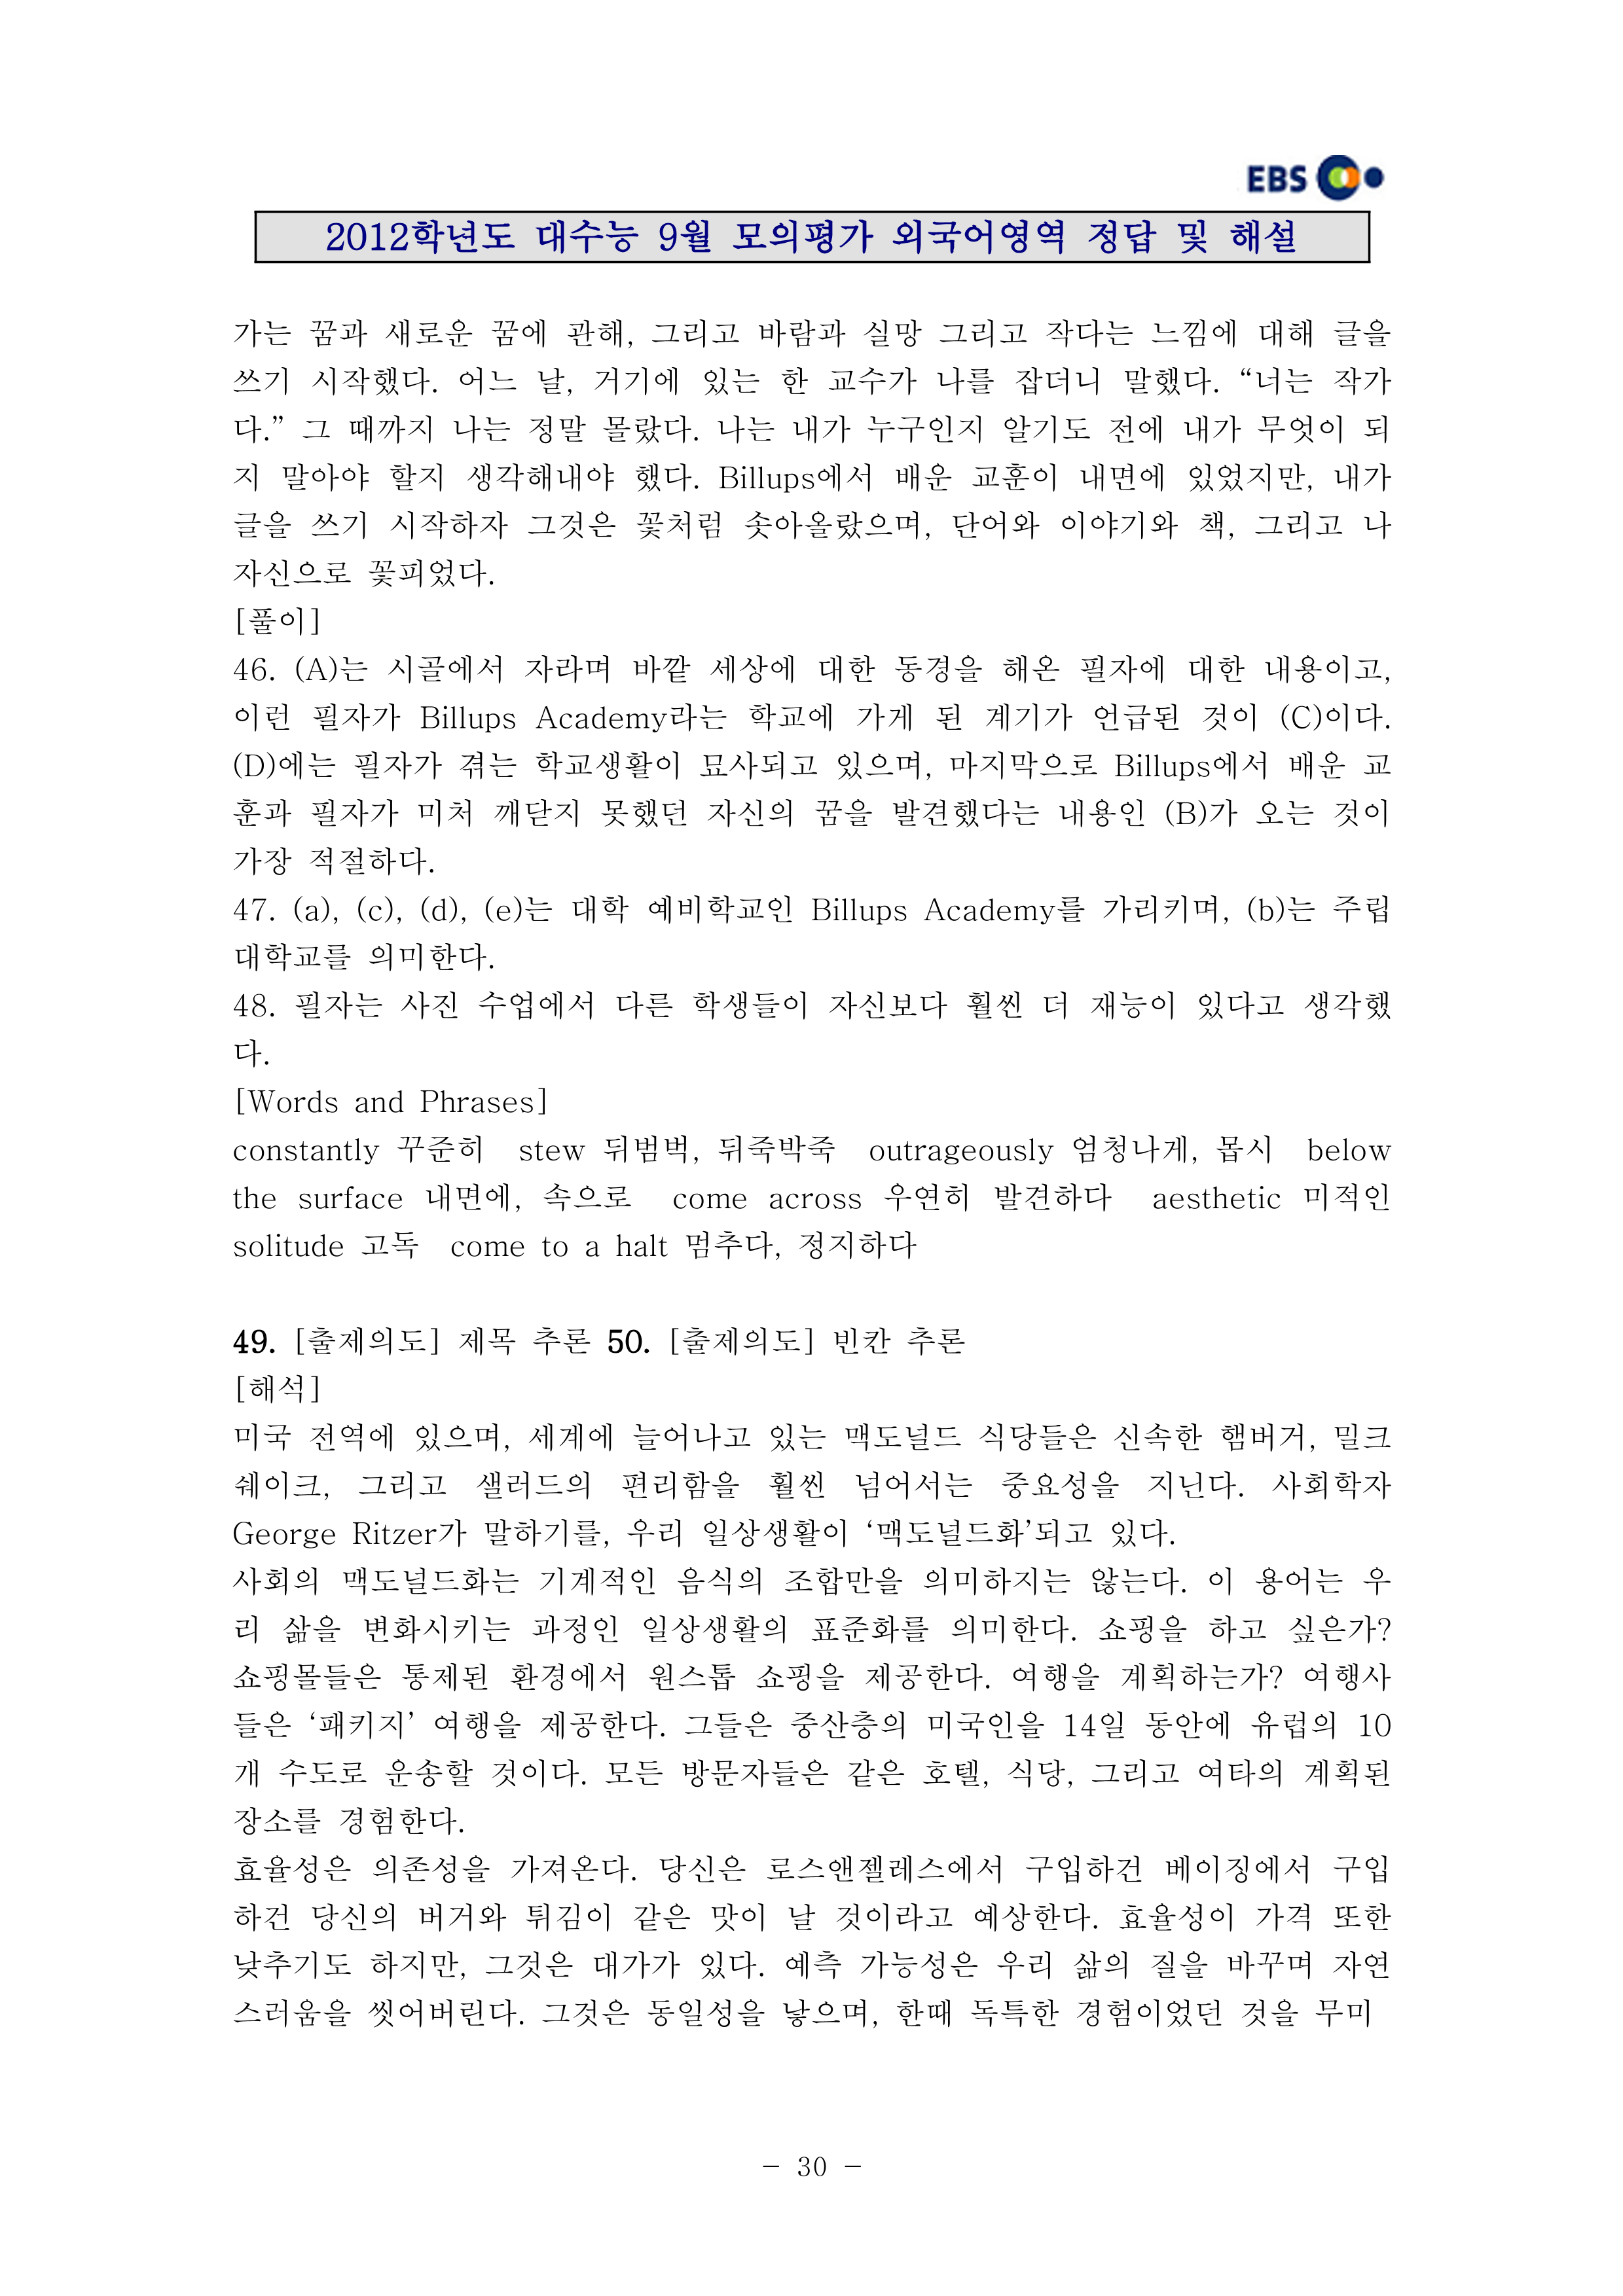 EBS
2012학년도 대수능 9월 모의평가 외국어영역 정답 및 해설
가는 꿈과 새로운 꿈에 관해, 그리고 바람과 실망 그리고 작다는 느낌에 대해 글을
쓰기 시작했다. 어느 날, 거기에 있는 한 교수가 나를 잡더니 말했다. “너는 작가
다.” 그 때까지 나는 정말 몰랐다. 나는 내가 누구인지 알기도 전에 내가 무엇이 되
지 말아야 할지 생각해내야 했다. Billups에서 배운 교훈이 내면에 있었지만, 내가
글을 쓰기 시작하자 그것은 꽃처럼 솟아올랐으며, 단어와 이야기와 책, 그리고 나
자신으로 꽃피었다.
[풀이]
46. (A)는 시골에서 자라며 바깥 세상에 대한 동경을 해온 필자에 대한 내용이고,
이런 필자가 Billups Academy라는 학교에 가게 된 계기가 언급된 것이 (C)이다.
(D)에는 필자가 겪는 학교생활이 묘사되고 있으며, 마지막으로 Billups에서 배운 교
훈과 필자가 미처 깨닫지 못했던 자신의 꿈을 발견했다는 내용인 (B)가 오는 것이
가장 적절하다.
47. (a), (c), (d), (e)는 대학 예비학교인 Billups Academy를 가리키며, (b)는 주립
대학교를 의미한다.
48. 필자는 사진 수업에서 다른 학생들이 자신보다 훨씬 더 재능이 있다고 생각했
다.
[Words and Phrases]
constantly 꾸준히 stew 뒤범벅, 뒤죽박죽 outrageously 엄청나게, 몹시 below
the surface 내면에, 속으로 come across 우연히 발견하다 aesthetic 미적인
solitude 고독 come to a halt 멈추다, 정지하다
49. [출제의도] 제목 추론 50. [출제의도] 빈칸 추론
[해석]
미국 전역에 있으며, 세계에 늘어나고 있는 맥도널드 식당들은 신속한 햄버거, 밀크
쉐이크, 그리고 샐러드의 편리함을 훨씬 넘어서는 중요성을 지닌다. 사회학자
George Ritzer가 말하기를, 우리 일상생활이 ‘맥도널드화’되고 있다.
사회의 맥도널드화는 기계적인 음식의 조합만을 의미하지는 않는다. 이 용어는 우
리 삶을 변화시키는 과정인 일상생활의 표준화를 의미한다. 쇼핑을 하고 싶은가?
쇼핑몰들은 통제된 환경에서 원스톱 쇼핑을 제공한다. 여행을 계획하는가? 여행사
들은 ‘패키지’ 여행을 제공한다. 그들은 중산층의 미국인을 14일 동안에 유럽의 10
개 수도로 운송할 것이다. 모든 방문자들은 같은 호텔, 식당, 그리고 여타의 계획된
장소를 경험한다.
효율성은 의존성을 가져온다. 당신은 로스앤젤레스에서 구입하건 베이징에서 구입
하건 당신의 버거와 튀김이 같은 맛이 날 것이라고 예상한다. 효율성이 가격 또한
낮추기도 하지만, 그것은 대가가 있다. 예측 가능성은 우리 삶의 질을 바꾸며 자연
스러움을 씻어버린다. 그것은 동일성을 낳으며, 한때 독특한 경험이었던 것을 무미
- 30 -